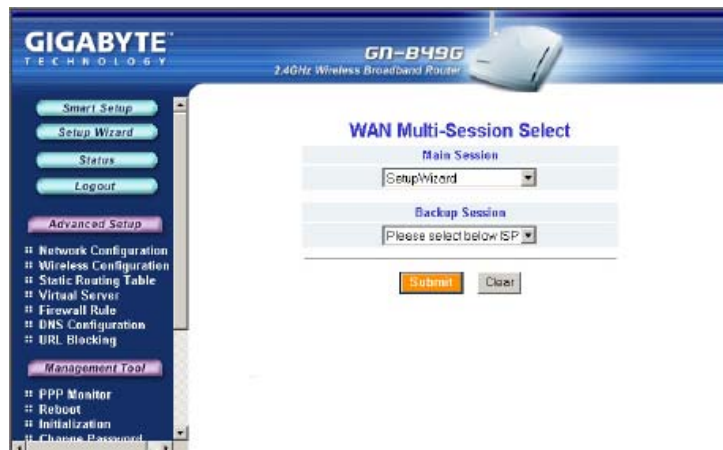 GIGABYTE
TECHNOLOGY
GN-B49G
2.4GHz Wireless Broadband Router
Smart Setup
Setup Wizard
Status
Logout
Advanced Setup
Network Configuration
Wireless Configuration
Static Routing Table
Virtual Server
Firewall Rule
DNS Configuration
URL Blocking
Management Tool
PPP Monitor
Reboot
Initialization
Change Password
WAN Multi-Session Select
Main Session
SetupWizard
Backup Session
Please select below ISP
Submit
Clear